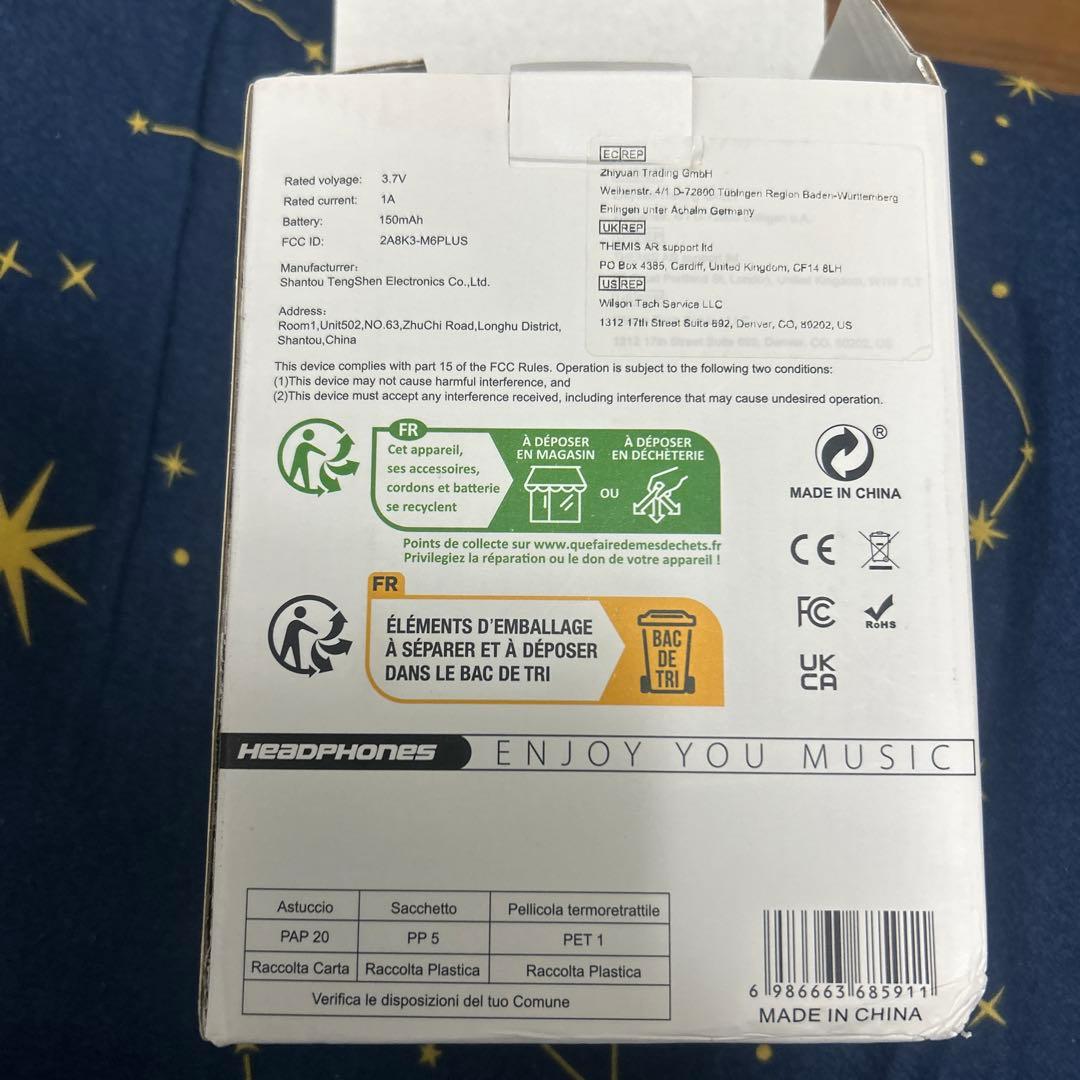 Rated volyage: 3.7V
Rated current: 1A
Battery: 150mAh
FCC ID: 2A8K3-M6PLUS
Manufacturrer:
Shantou TengShen Electronics Co.,Ltd.
Address:
Room1,Unit502,NO.63,ZhuChi Road,Longhu District,
Shantou,China
EC REP
Zhiyuan Trading GmbH
Weihenstr. 4/1 D-72800 Tübingen Region Baden-Württemberg
Eningen unter Achalm Germany
UK REP
THEMIS AR support ltd
PO Box 4385, Cardiff, United Kingdom, CF14 8LH
US REP
Wilson Tech Service LLC
1312 17th Street Suite 692, Denver, CO, 80202, US
This device complies with part 15 of the FCC Rules. Operation is subject to the following two conditions:
(1)This device may not cause harmful interference, and
(2)This device must accept any interference received, including interference that may cause undesired operation.
FR
Cet appareil,
ses accessoires,
cordons et batterie
se recyclent
À DÉPOSER
EN MAGASIN
OU
À DÉPOSER
EN DÉCHÈTERIE
Points de collecte sur www.quefairedemesdechets.fr
Privilegiez la réparation ou le don de votre appareil !
®
MADE IN CHINA
CE
FC
RoHS
UK
CA
FR
ÉLÉMENTS D'EMBALLAGE
À SÉPARER ET À DÉPOSER
DANS LE BAC DE TRI
BAC
DE
TRI
HEADPHONES ENJOY YOU MUSIC
Astuccio Sacchetto Pellicola termoretrattile
PAP 20 PP 5 PET 1
Raccolta Carta Raccolta Plastica Raccolta Plastica
Verifica le disposizioni del tuo Comune
6 986663 685911
MADE IN CHINA